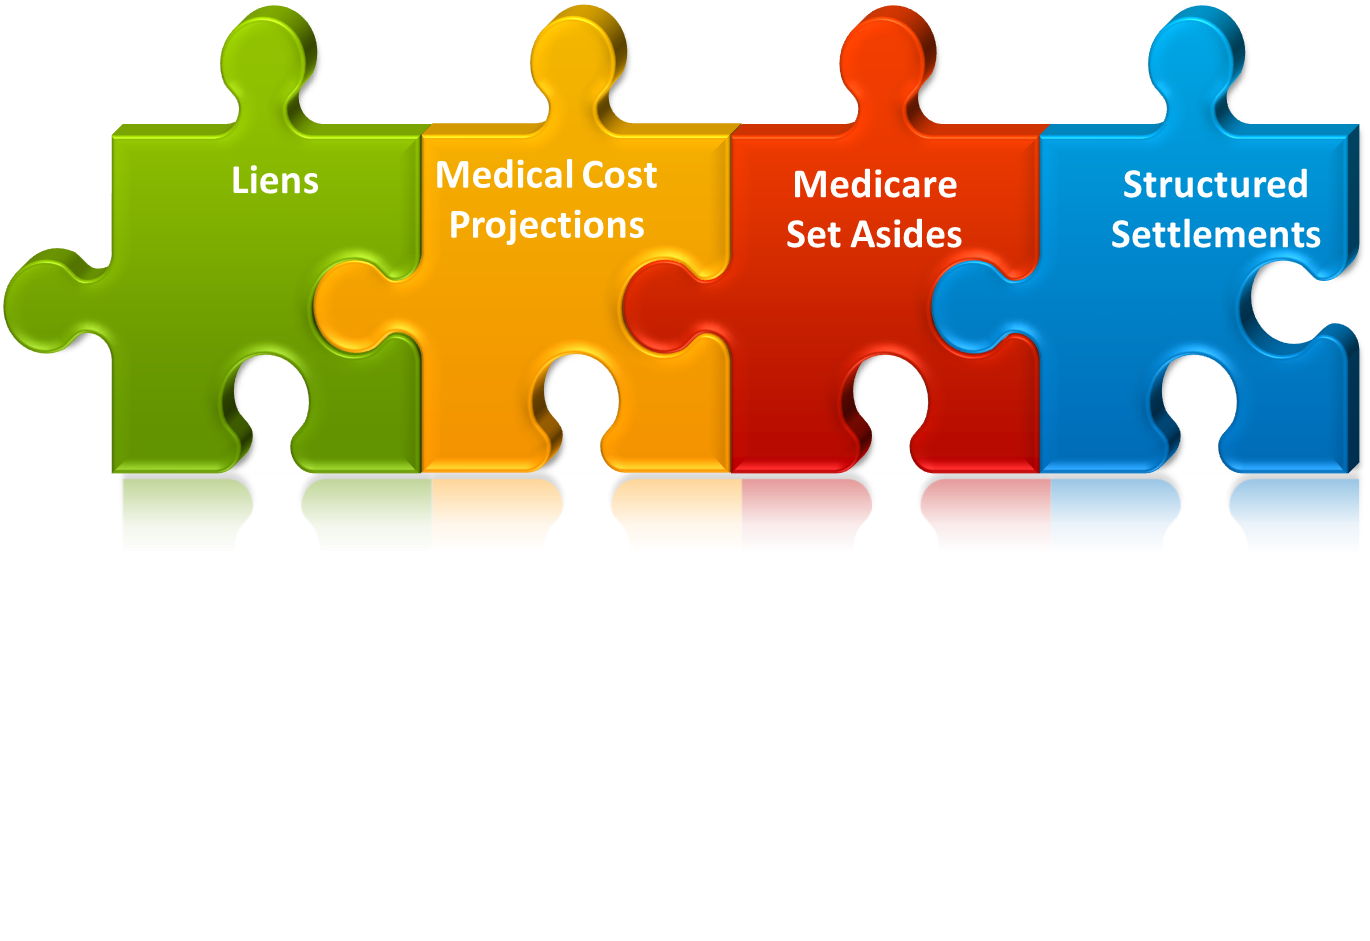 Liens
Medical Cost
Projections
Medicare
Set Asides
Structured
Settlements